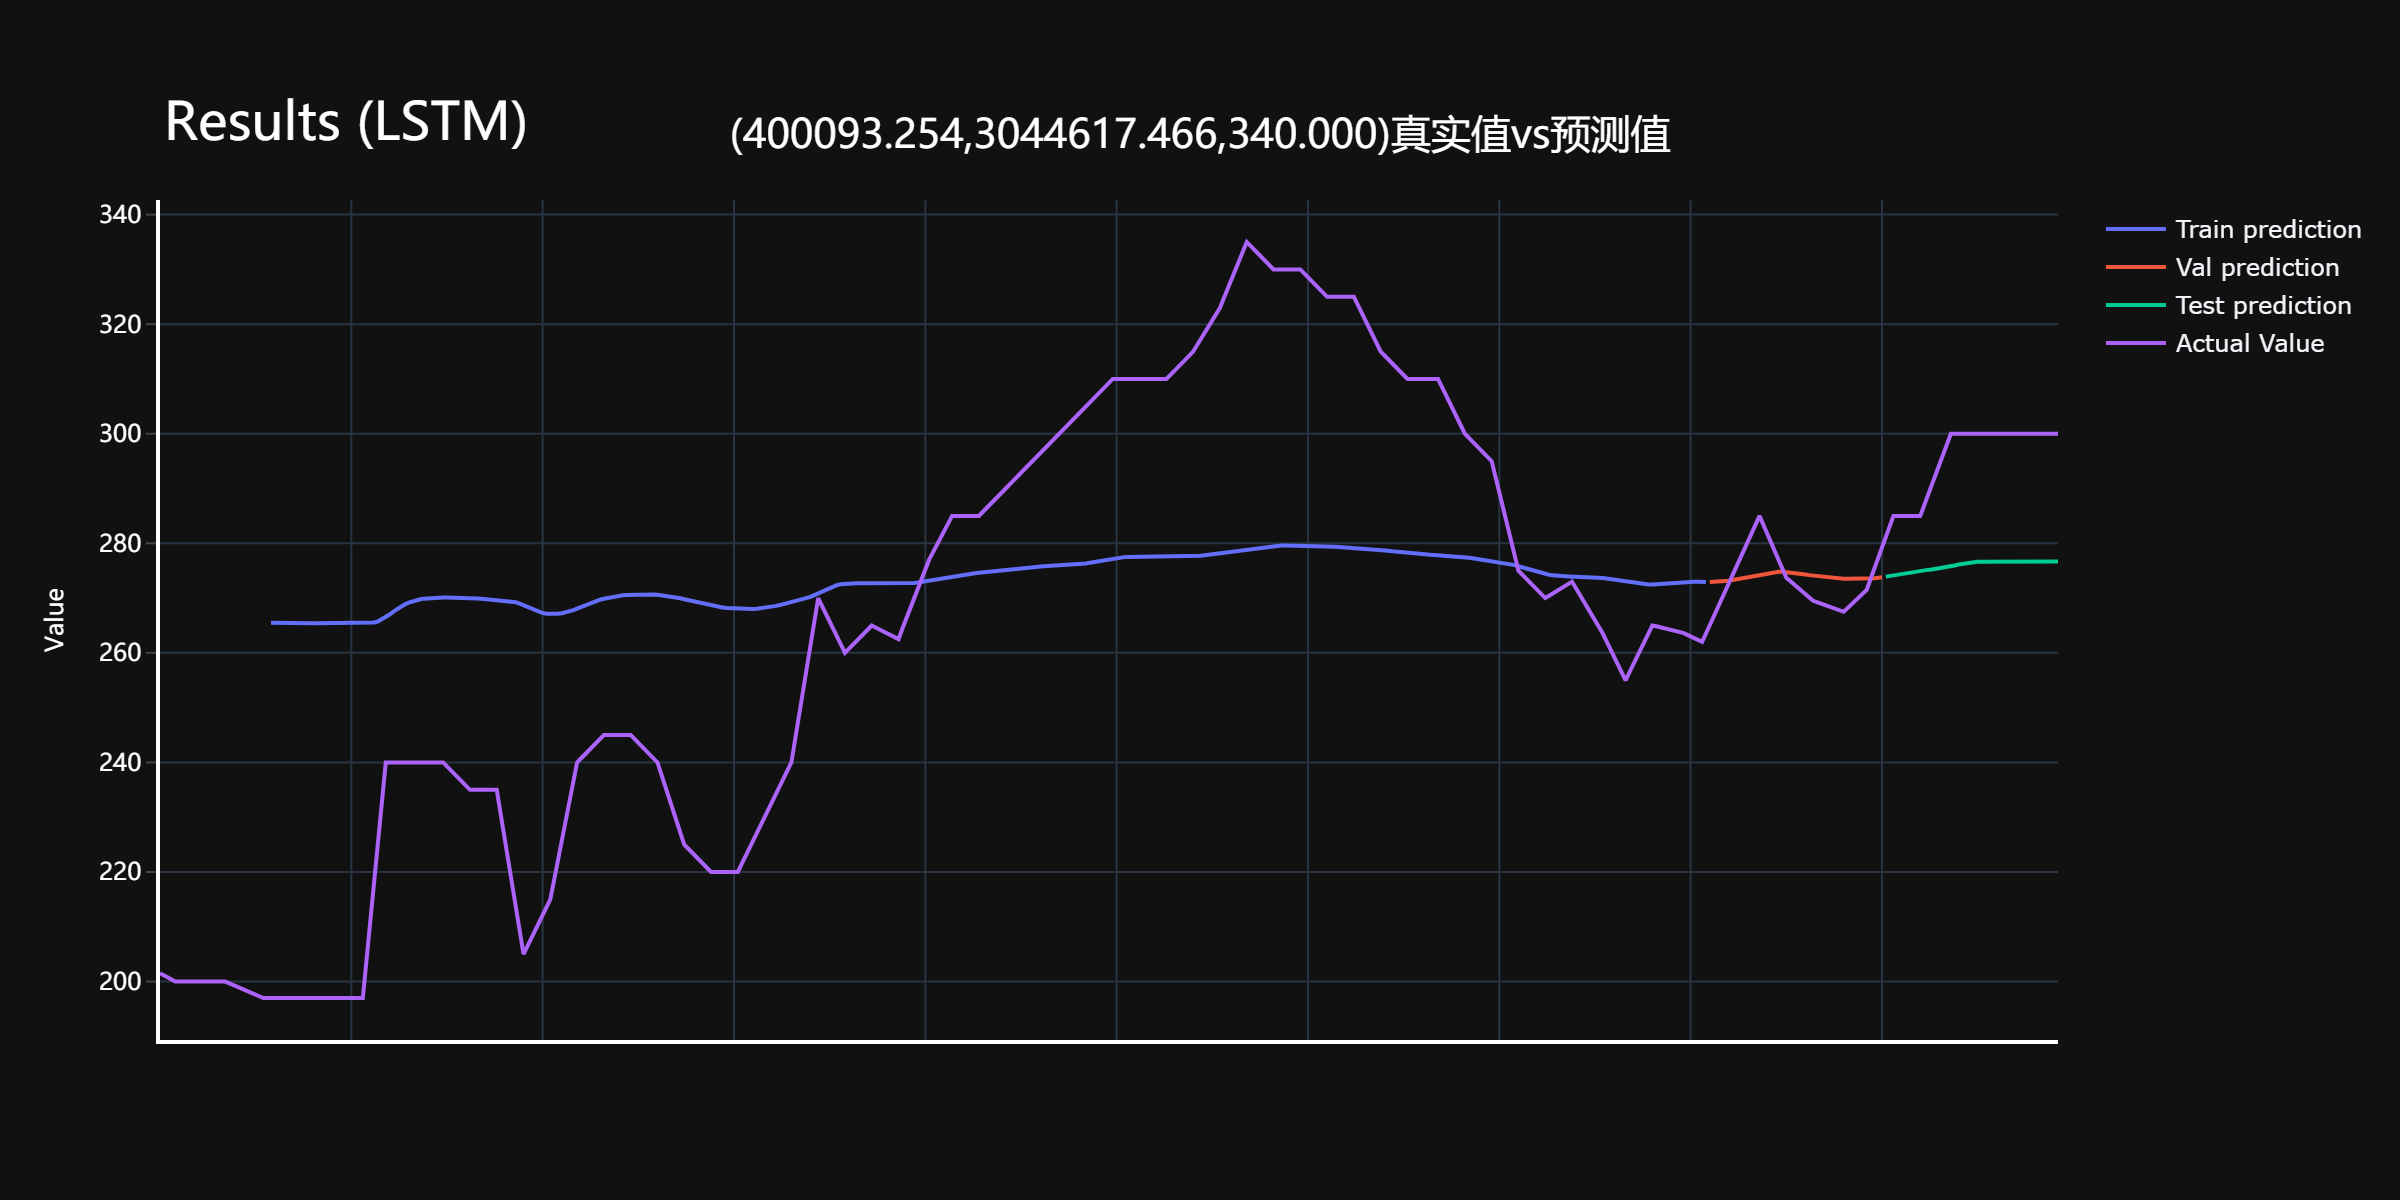 Results (LSTM)
(400093.254,3044617.466,340.000)真实值vs预测值
340
320
300
280
260
240
220
200
Value
Train prediction
Val prediction
Test prediction
Actual Value